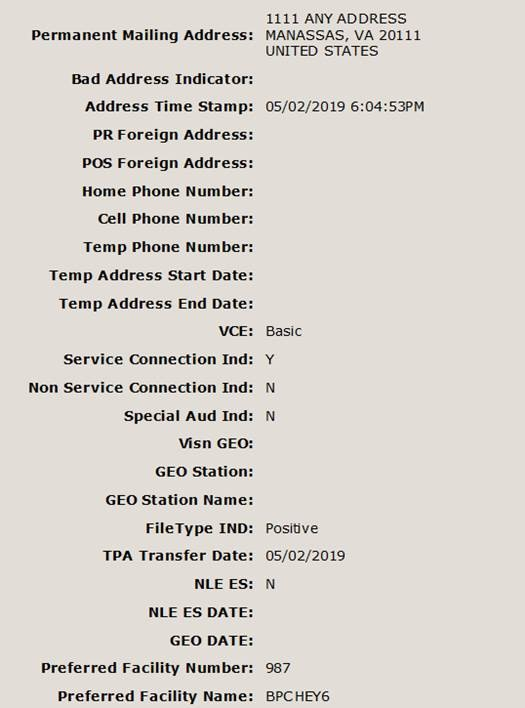 1111 ANY ADDRESS
Permanent Mailing Address: MANASSAS, VA 20111
UNITED STATES
Bad Address Indicator:
Address Time Stamp: 05/02/2019 6:04:53PM
PR Foreign Address:
POS Foreign Address:
Home Phone Number:
Cell Phone Number:
Temp Phone Number:
Temp Address Start Date:
Temp Address End Date:
VCE: Basic
Service Connection Ind: Y
Non Service Connection Ind: N
Special Aud Ind: N
Visn GEO:
GEO Station:
GEO Station Name:
FileType IND: Positive
TPA Transfer Date: 05/02/2019
NLE ES: N
NLE ES DATE:
GEO DATE:
Preferred Facility Number: 987
Preferred Facility Name: BPCHEY6